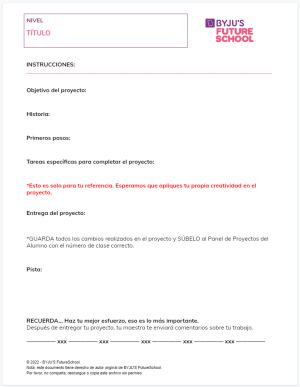 NIVEL
TÍTULO
BYJU'S
FUTURE
SCHOOL
INSTRUCCIONES:
Objetivo del proyecto:
Historia:
Primeros pasos:
Tareas específicas para completar el proyecto:
*Esto es solo para tu referencia. Esperamos que apliques tu propia creatividad en el
proyecto.
Entrega del proyecto:
*GUARDA todos los cambios realizados en el proyecto y SÚBELO al Panel de Proyectos del
Alumno con el número de clase correcto.
Pista:
RECUERDA... Haz tu mejor esfuerzo, eso es lo más importante.
Después de entregar tu proyecto, tu maestra te enviará comentarios sobre tu trabajo.
—————— xxx —————— xxx —————— xxx —————— xxx ——————
© 2022 - BYJU'S FutureSchool.
Nota: este documento tiene derecho de autor original de BYJU'S FutureSchool.
Por favor, no comparta, descargue o copie este archivo sin permiso.